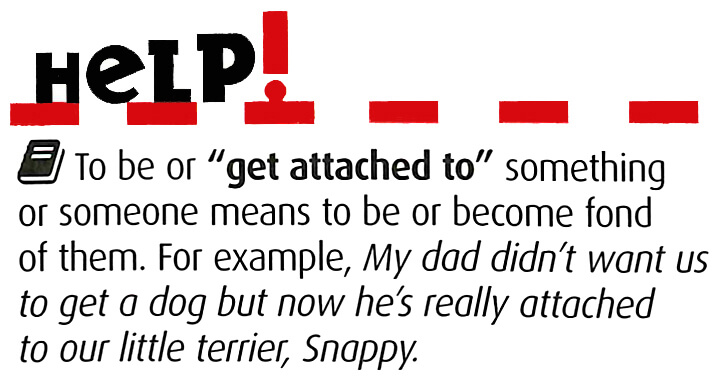 HeLP!
To be or “get attached to” something
or someone means to be or become fond
of them. For example, My dad didn’t want us
to get a dog but now he’s really attached
to our little terrier, Snappy.